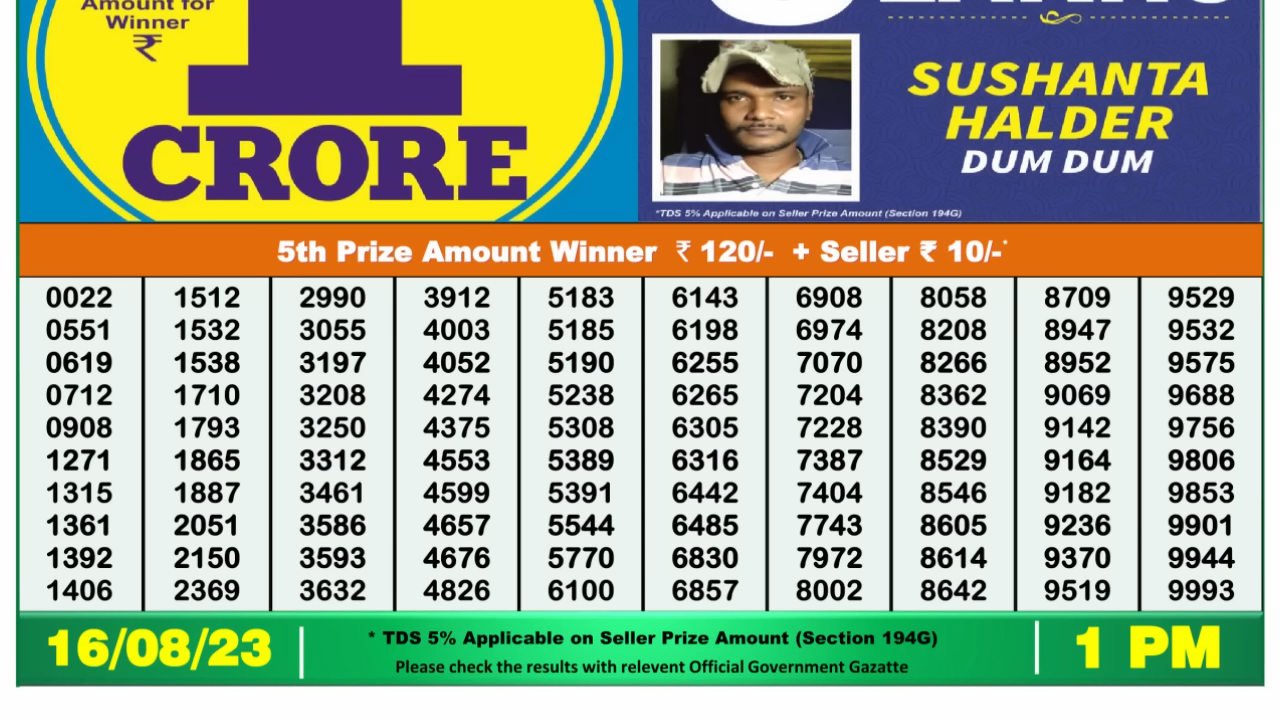 Amount for
Winner
₹
1
CRORE
SUSHANTA
HALDER
DUM DUM
*TDS 5% Applicable on Seller Prize Amount (Section 194G)
5th Prize Amount Winner ₹ 120/- + Seller ₹ 10/-*
0022 1512 2990 3912 5183 6143 6908 8058 8709 9529
0551 1532 3055 4003 5185 6198 6974 8208 8947 9532
0619 1538 3197 4052 5190 6255 7070 8266 8952 9575
0712 1710 3208 4274 5238 6265 7204 8362 9069 9688
0908 1793 3250 4375 5308 6305 7228 8390 9142 9756
1271 1865 3312 4553 5389 6316 7387 8529 9164 9806
1315 1887 3461 4599 5391 6442 7404 8546 9182 9853
1361 2051 3586 4657 5544 6485 7743 8605 9236 9901
1392 2150 3593 4676 5770 6830 7972 8614 9370 9944
1406 2369 3632 4826 6100 6857 8002 8642 9519 9993
16/08/23
* TDS 5% Applicable on Seller Prize Amount (Section 194G)
Please check the results with relevent Official Government Gazatte
1 PM